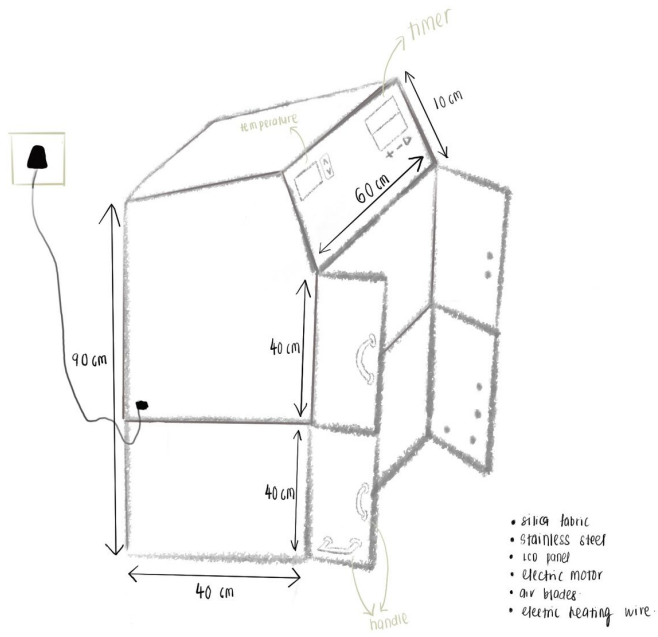 timer
10 cm
temperature
+ -
60 cm
40 cm
90 cm
40 cm
40 cm
handle
• silica fabric
• stainless steel
• LCD panel
• electric motor
• air blades.
• electric heating wire.